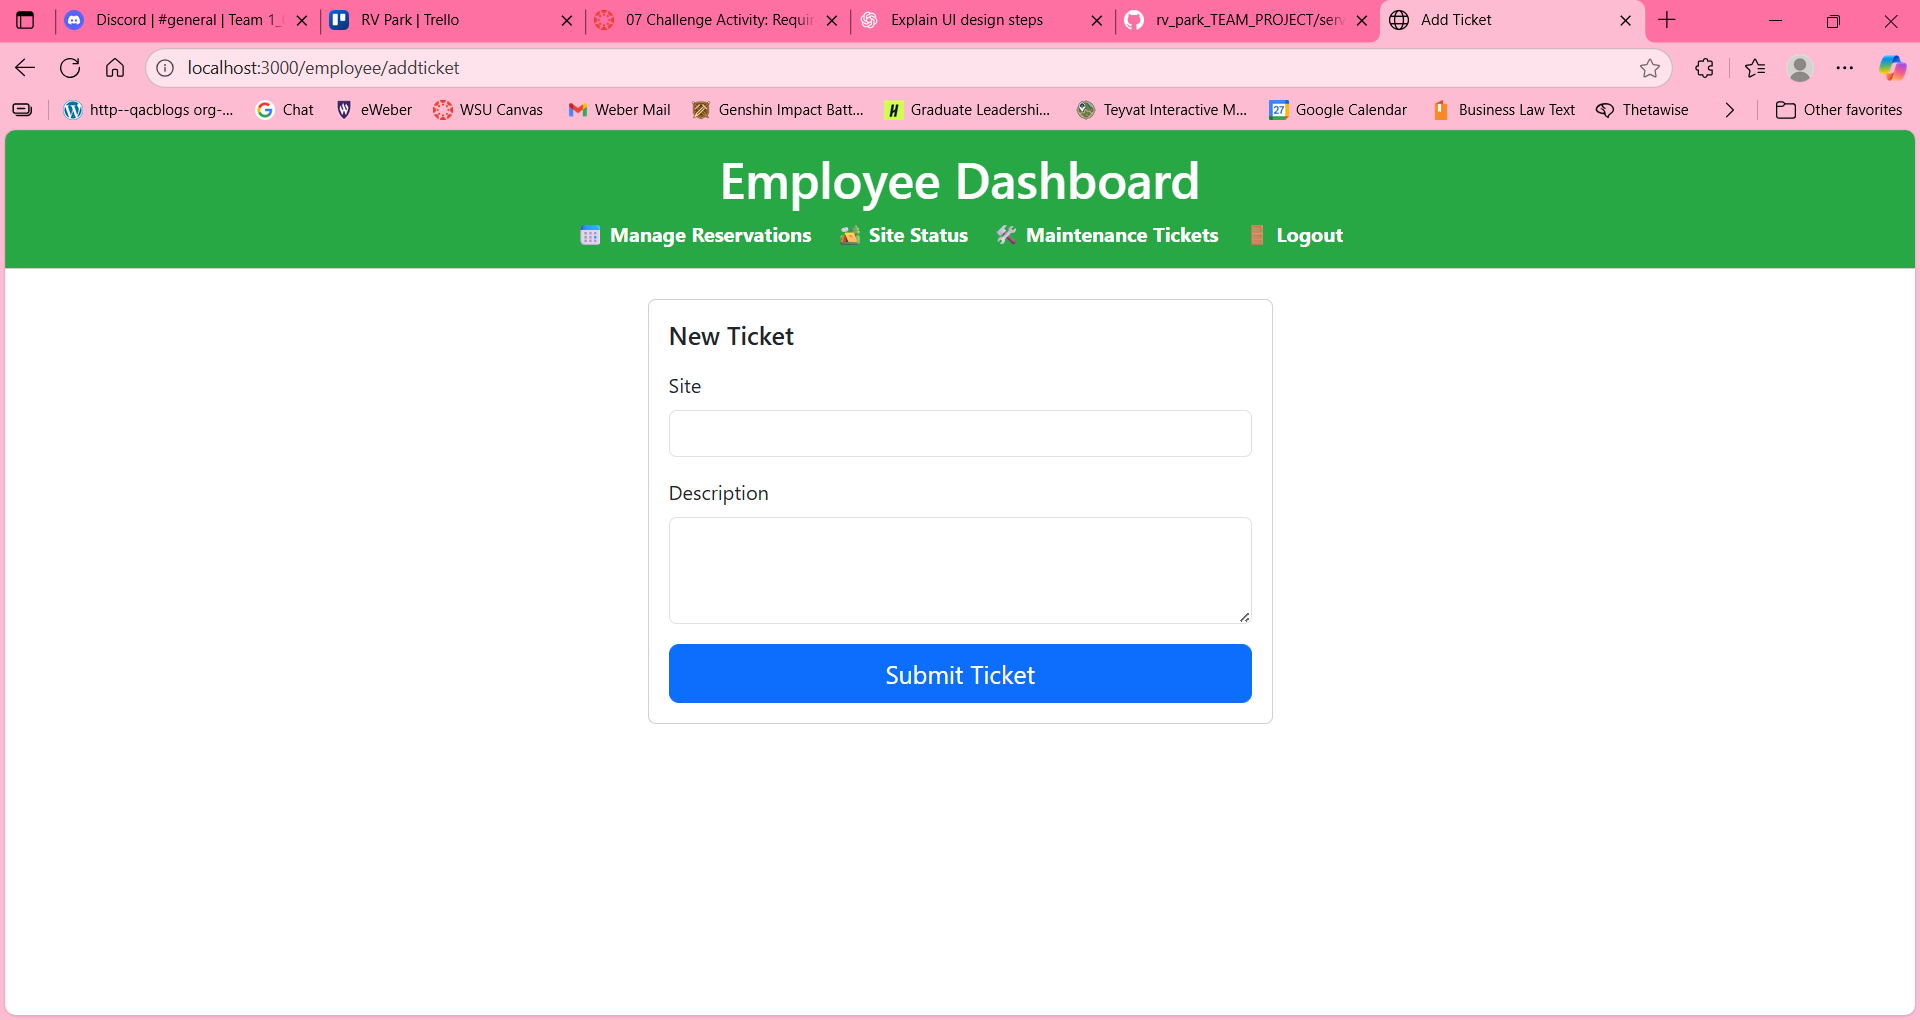 Discord | #general | Team 1_
RV Park | Trello
07 Challenge Activity: Requir
Explain UI design steps
rv_park_TEAM_PROJECT/serv
Add Ticket
localhost:3000/employee/addticket
http--qacblogs org-...
Chat
eWeber
WSU Canvas
Weber Mail
Genshin Impact Batt...
Graduate Leadershi...
Teyvat Interactive M...
27
Google Calendar
Business Law Text
Thetawise
Other favorites
Employee Dashboard
Manage Reservations
Site Status
Maintenance Tickets
Logout
New Ticket
Site
Description
Submit Ticket